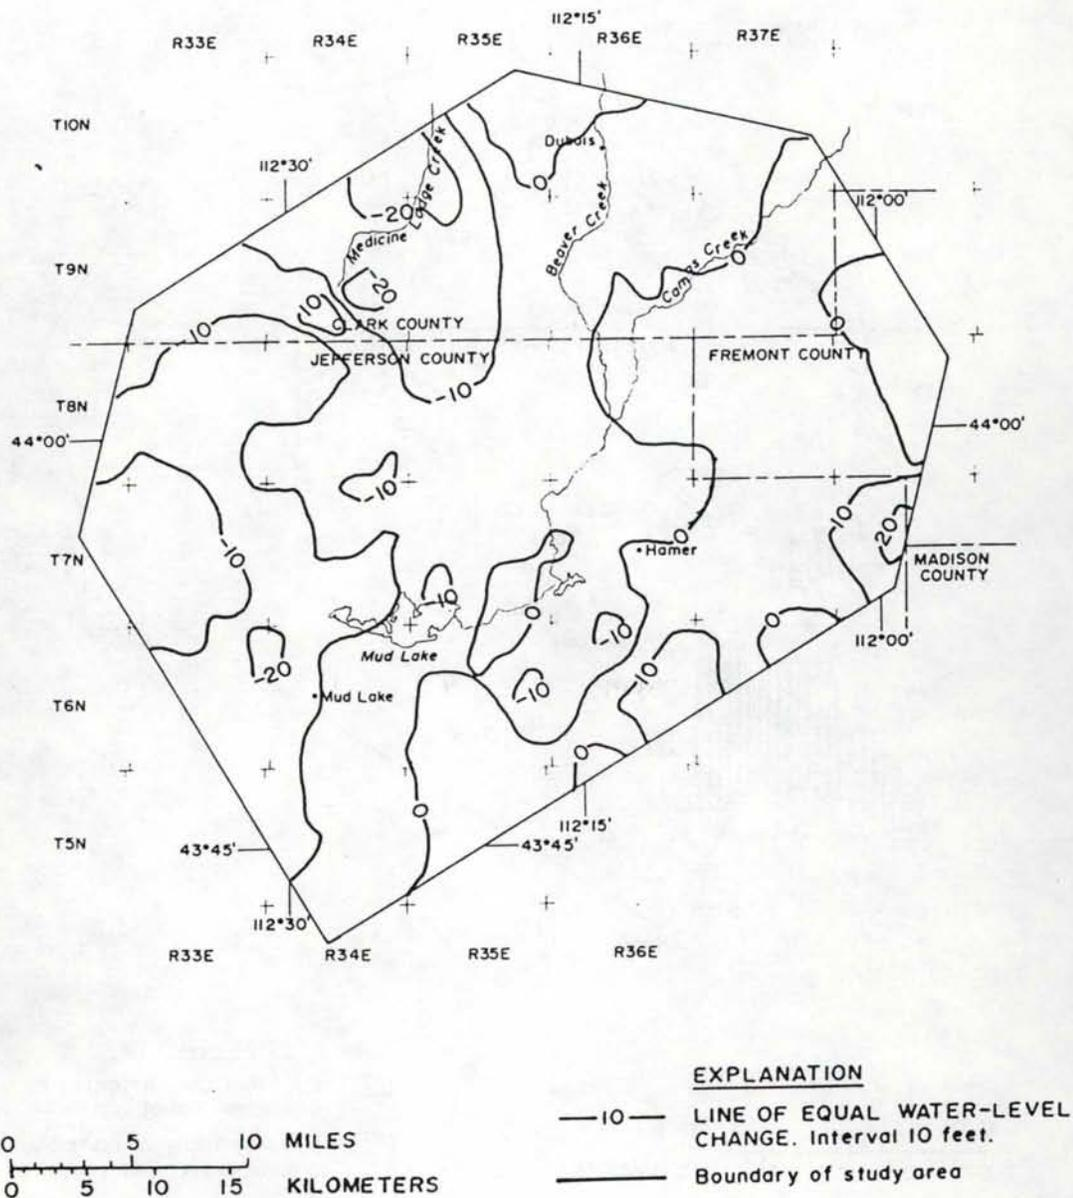 112°15'
R33E R34E R35E R36E R37E
T10N
Dubois
112°30'
0
112°00'
-20
Medicine Lodge Creek
Beaver Creek
Camas Creek
0
T9N
-20
-10
-10
0
CLARK COUNTY
JEFFERSON COUNTY
FREMONT COUNTY
-10
T8N
44°00'
44°00'
-10
-10
20
-10
0
Hamer
T7N
MADISON COUNTY
-10
0
-10
0
112°00'
Mud Lake
-20
-10
-10
Mud Lake
T6N
0
0
112°15'
T5N
43°45'
43°45'
112°30'
R33E R34E R35E R36E
EXPLANATION
—10— LINE OF EQUAL WATER-LEVEL
CHANGE. Interval 10 feet.
Boundary of study area
0 5 10 MILES
0 5 10 15 KILOMETERS